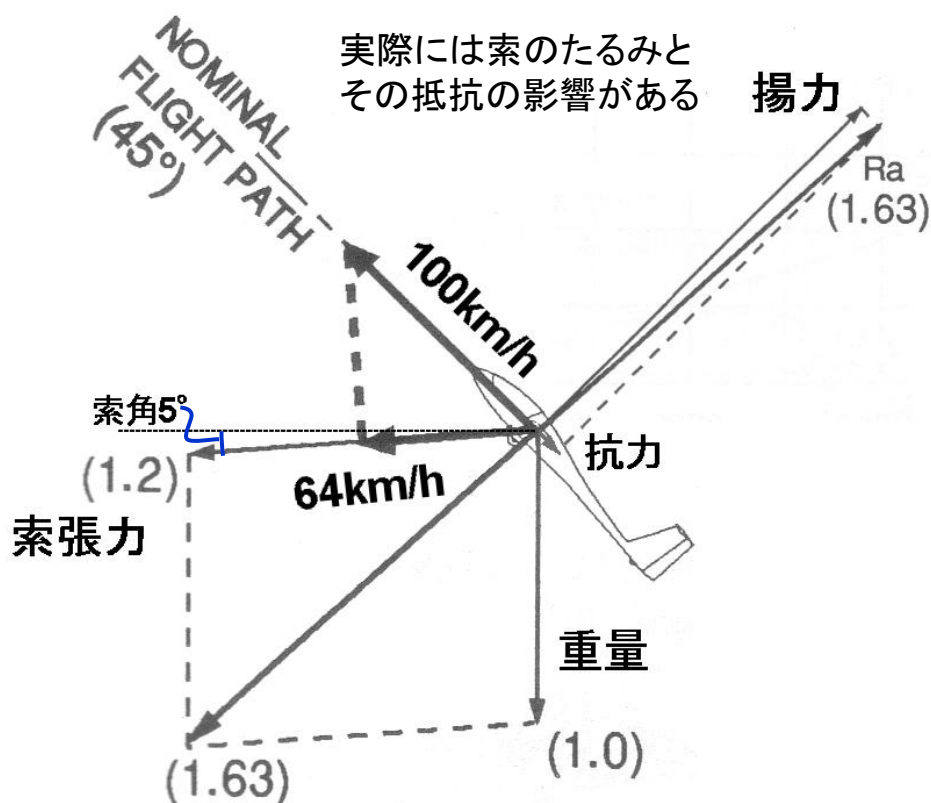 実際には索のたるみと
その抵抗の影響がある
NOMINAL
FLIGHT PATH
(45°)
揚力
Ra
(1.63)
100km/h
索角5°
(1.2)
64km/h
抗力
索張力
重量
(1.63)
(1.0)